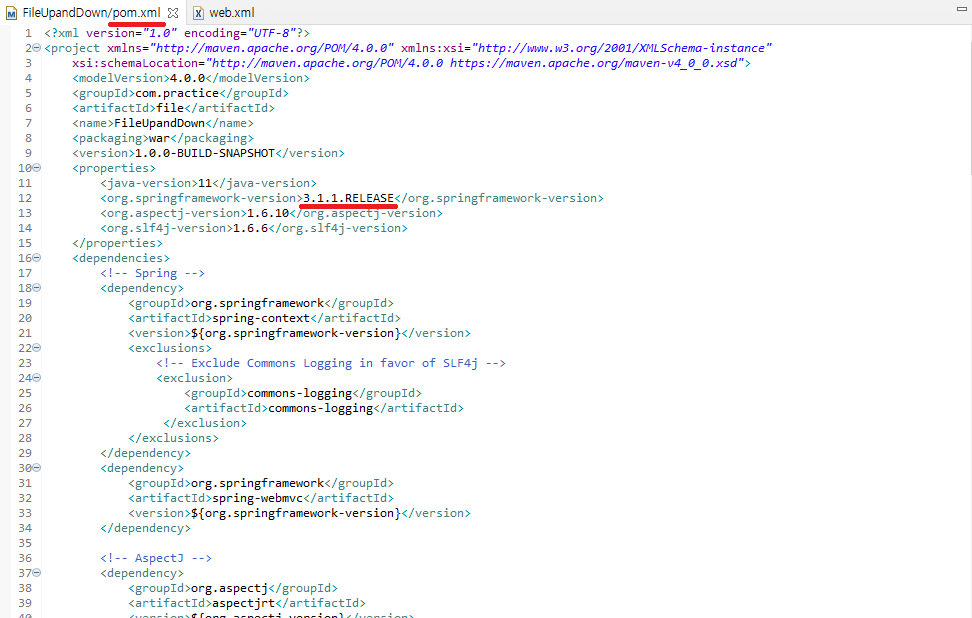 FileUpandDown/pom.xml web.xml
1 <?xml version="1.0" encoding="UTF-8"?>
2 <project xmlns="http://maven.apache.org/POM/4.0.0" xmlns:xsi="http://www.w3.org/2001/XMLSchema-instance"
3 xsi:schemaLocation="http://maven.apache.org/POM/4.0.0 https://maven.apache.org/maven-v4_0_0.xsd">
4 <modelVersion>4.0.0</modelVersion>
5 <groupId>com.practice</groupId>
6 <artifactId>file</artifactId>
7 <name>FileUpandDown</name>
8 <packaging>war</packaging>
9 <version>1.0.0-BUILD-SNAPSHOT</version>
10 <properties>
11 <java-version>11</java-version>
12 <org.springframework-version>3.1.1.RELEASE</org.springframework-version>
13 <org.aspectj-version>1.6.10</org.aspectj-version>
14 <org.slf4j-version>1.6.6</org.slf4j-version>
15 </properties>
16 <dependencies>
17 <!-- Spring -->
18 <dependency>
19 <groupId>org.springframework</groupId>
20 <artifactId>spring-context</artifactId>
21 <version>${org.springframework-version}</version>
22 <exclusions>
23 <!-- Exclude Commons Logging in favor of SLF4j -->
24 <exclusion>
25 <groupId>commons-logging</groupId>
26 <artifactId>commons-logging</artifactId>
27 </exclusion>
28 </exclusions>
29 </dependency>
30 <dependency>
31 <groupId>org.springframework</groupId>
32 <artifactId>spring-webmvc</artifactId>
33 <version>${org.springframework-version}</version>
34 </dependency>
35
36 <!-- AspectJ -->
37 <dependency>
38 <groupId>org.aspectj</groupId>
39 <artifactId>aspectjrt</artifactId>
40 <version>${org.aspectj-version}</version>